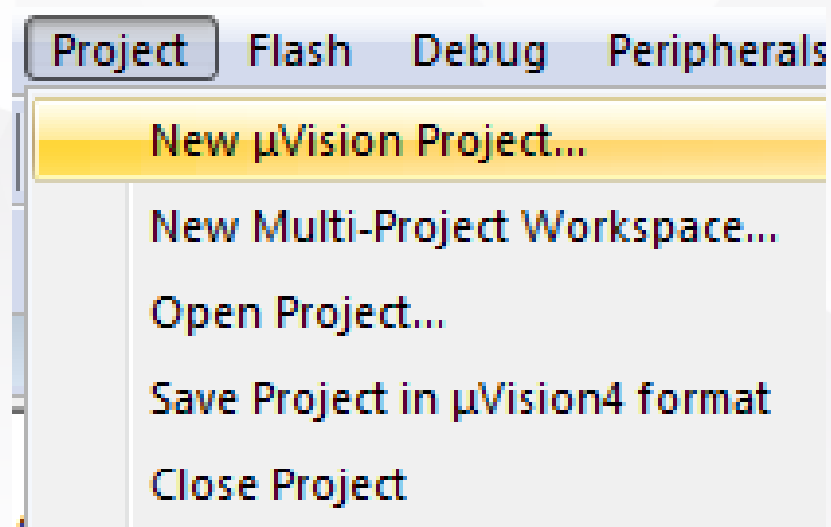 Project Flash Debug Peripherals
New µVision Project...
New Multi-Project Workspace...
Open Project...
Save Project in µVision4 format
Close Project